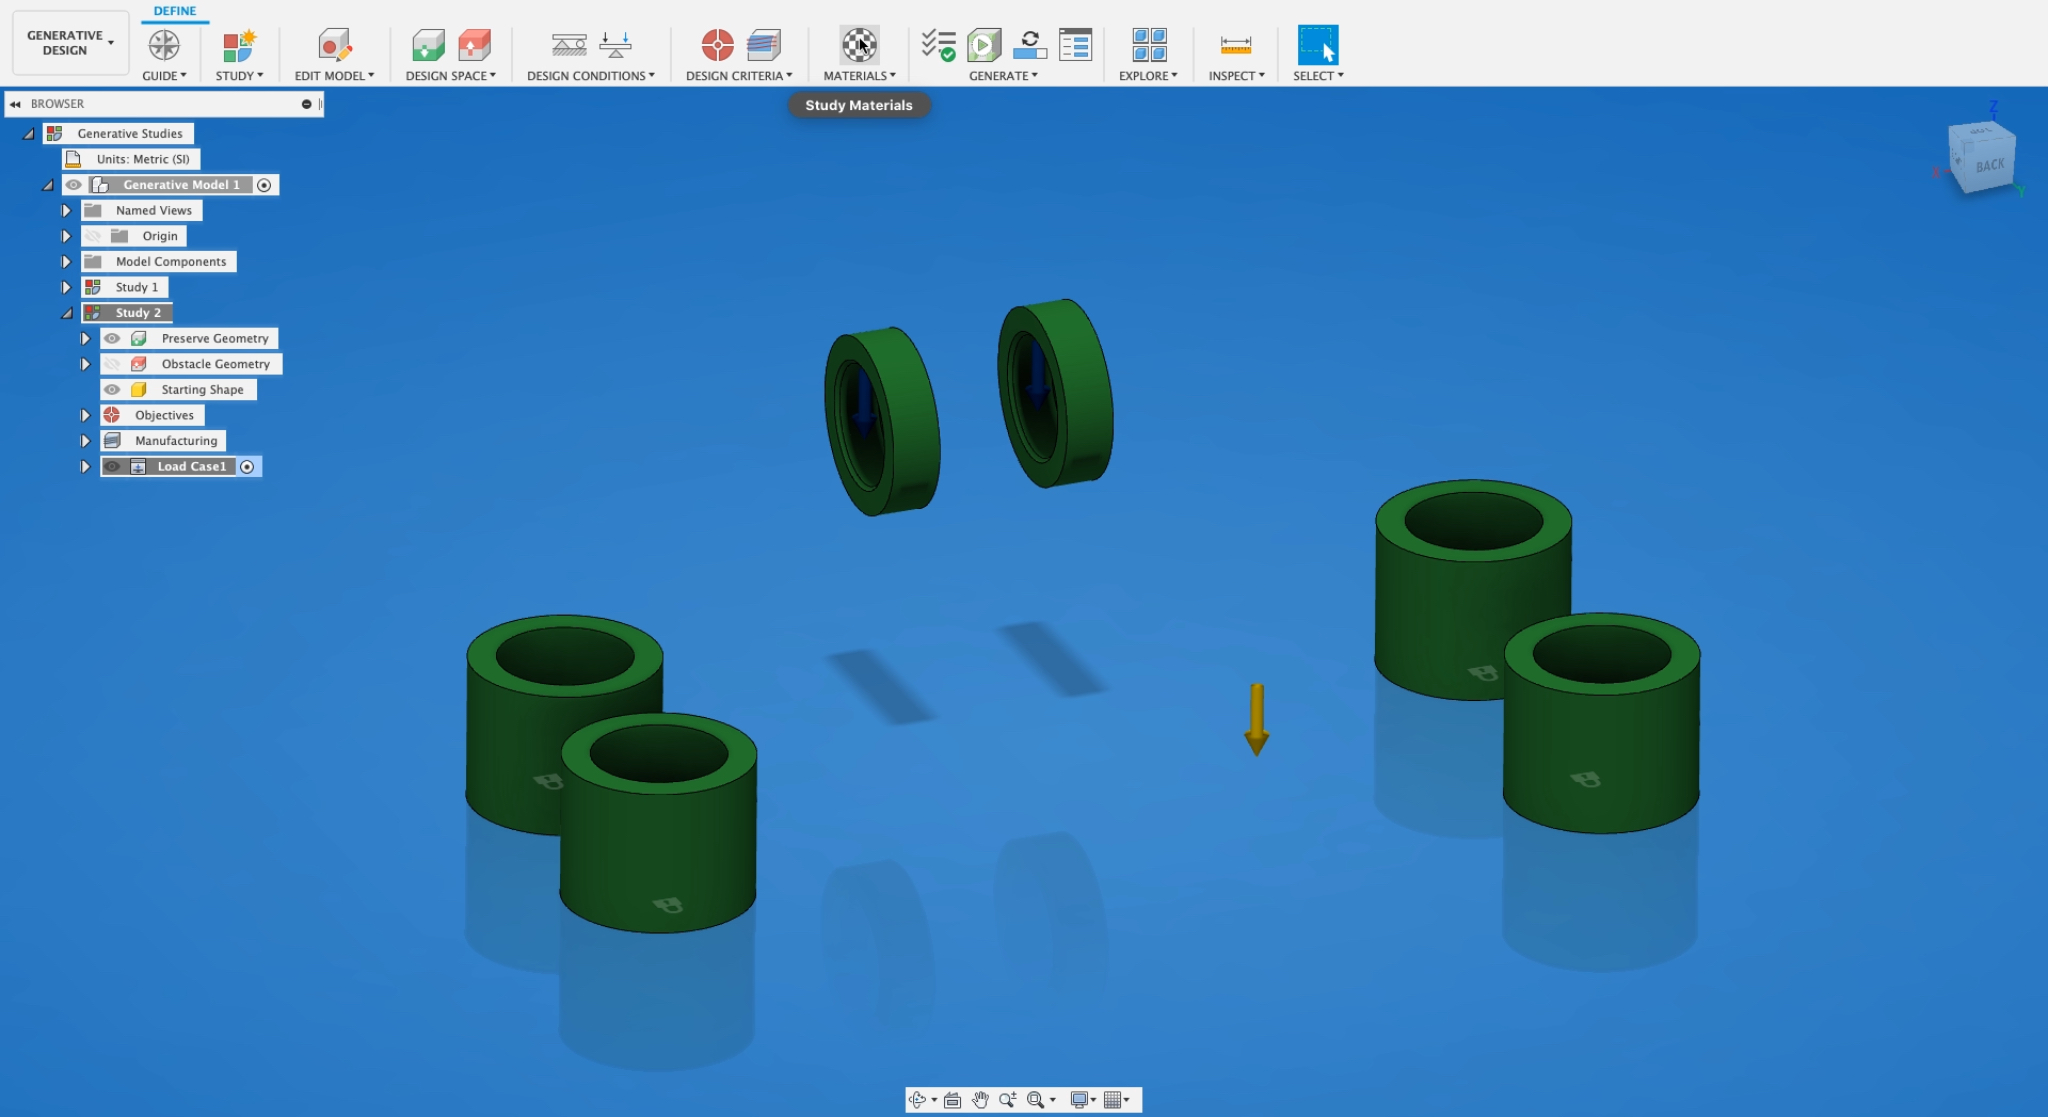 DEFINE
GENERATIVE
DESIGN
GUIDE
STUDY
EDIT MODEL
DESIGN SPACE
DESIGN CONDITIONS
DESIGN CRITERIA
MATERIALS
GENERATE
EXPLORE
INSPECT
SELECT
BROWSER
Study Materials
Generative Studies
Units: Metric (SI)
Generative Model 1
Named Views
Origin
Model Components
Study 1
Study 2
Preserve Geometry
Obstacle Geometry
Starting Shape
Objectives
Manufacturing
Load Case1
Z
BACK
X
Y